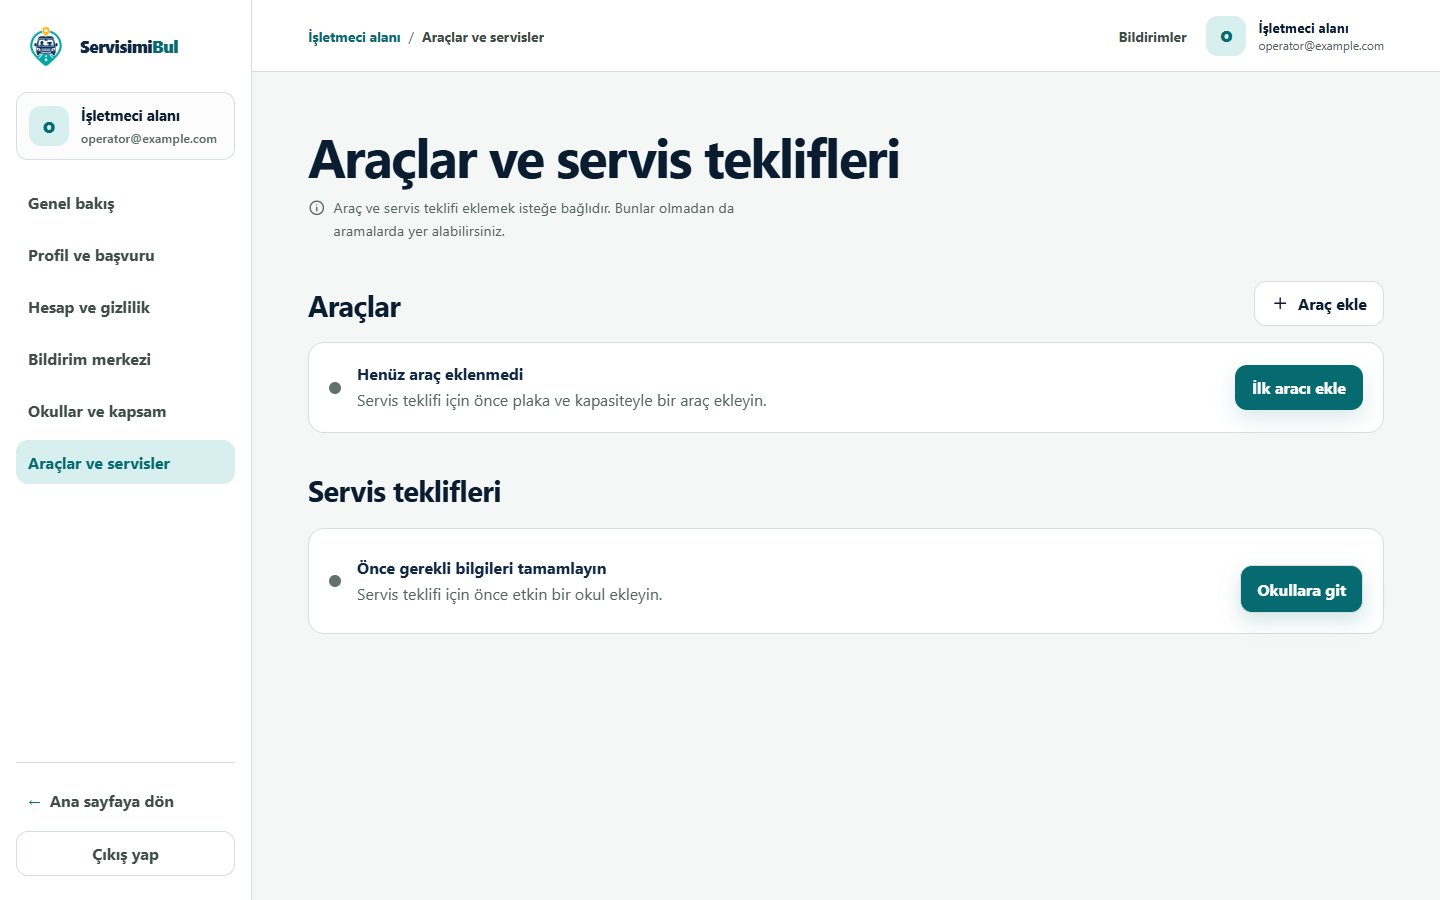 ServisimiBul
O
İşletmeci alanı
operator@example.com
Genel bakış
Profil ve başvuru
Hesap ve gizlilik
Bildirim merkezi
Okullar ve kapsam
Araçlar ve servisler
← Ana sayfaya dön
Çıkış yap
İşletmeci alanı / Araçlar ve servisler
Bildirimler
O
İşletmeci alanı
operator@example.com
Araçlar ve servis teklifleri
Araç ve servis teklifi eklemek isteğe bağlıdır. Bunlar olmadan da
aramalarda yer alabilirsiniz.
Araçlar
+ Araç ekle
Henüz araç eklenmedi
Servis teklifi için önce plaka ve kapasiteyle bir araç ekleyin.
İlk aracı ekle
Servis teklifleri
Önce gerekli bilgileri tamamlayın
Servis teklifi için önce etkin bir okul ekleyin.
Okullara git